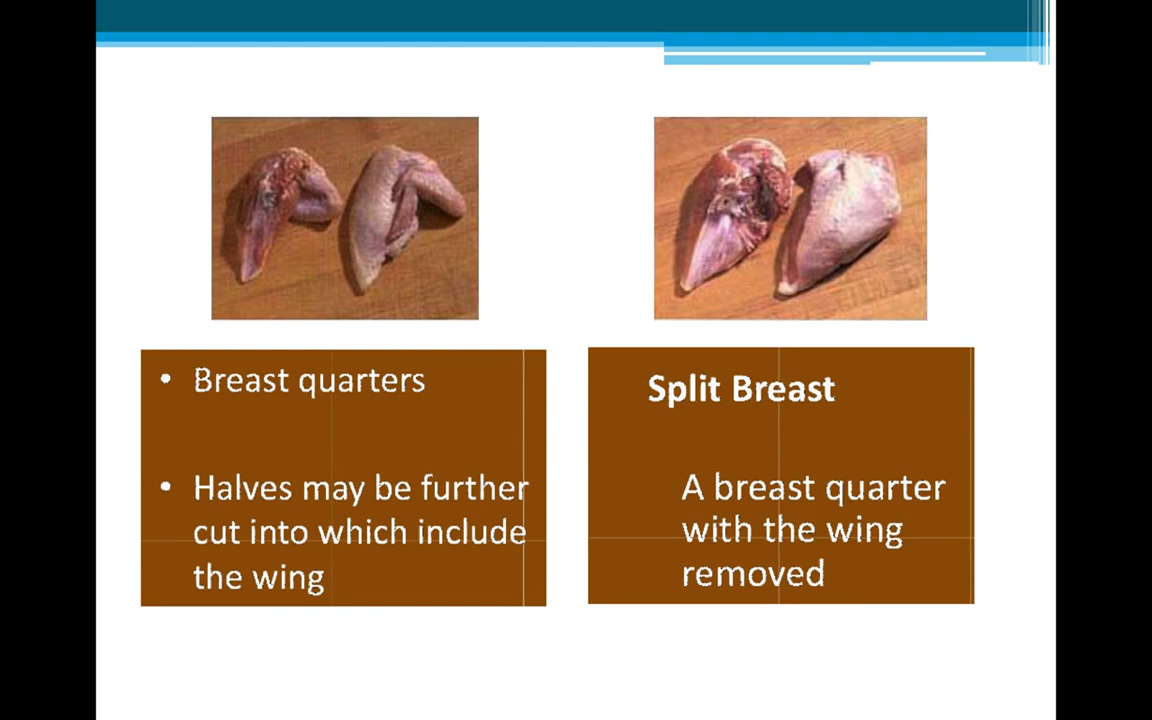 • Breast quarters
• Halves may be further
cut into which include
the wing
Split Breast
A breast quarter
with the wing
removed